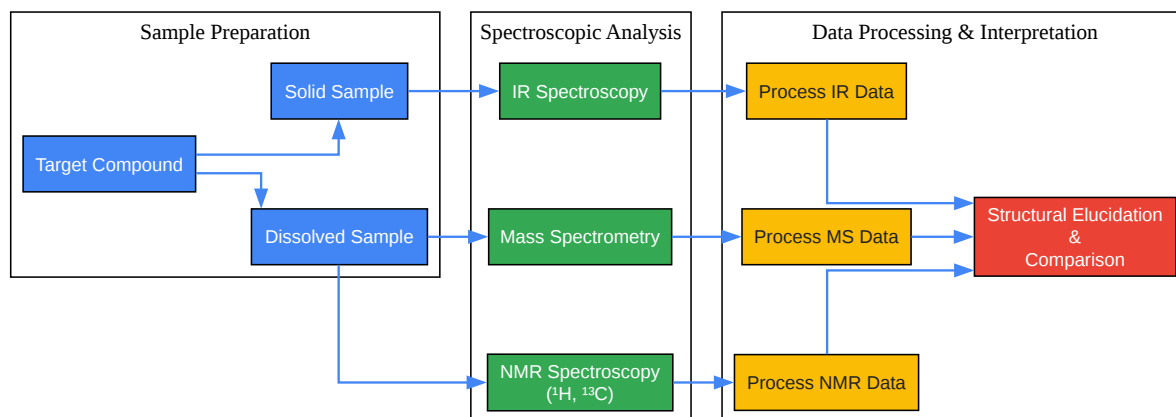 Sample Preparation
Spectroscopic Analysis
Data Processing & Interpretation
Solid Sample
IR Spectroscopy
Process IR Data
Target Compound
Dissolved Sample
Mass Spectrometry
Process MS Data
Structural Elucidation
&
Comparison
NMR Spectroscopy
(¹H, ¹³C)
Process NMR Data